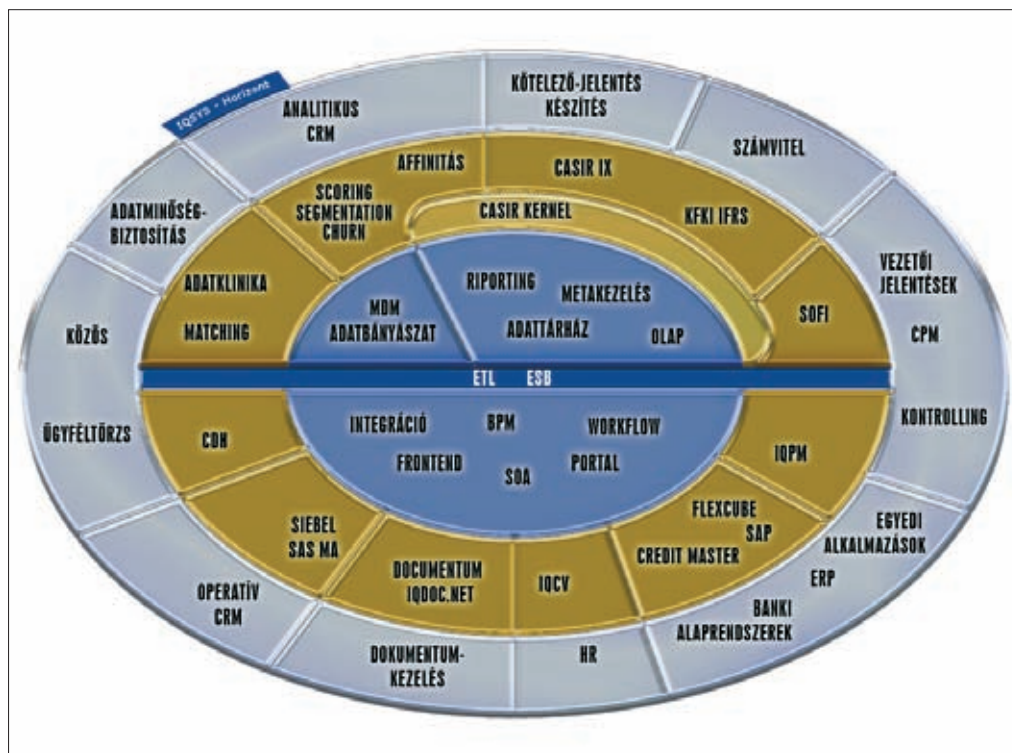 IQSYS - Horizont
ANALITIKUS
CRM
KÖTELEZŐ-JELENTÉS
KÉSZÍTÉS
SZÁMVITEL
ADATMINŐSÉG-
BIZTOSÍTÁS
AFFINITÁS
SCORING
SEGMENTATION
CHURN
CASIR IX
CASIR KERNEL
KFKI IFRS
VEZETŐI
JELENTÉSEK
CPM
KONTROLLING
ADATKLINIKA
MATCHING
MDM
ADATBÁNYÁSZAT
RIPORTING
METAKEZELÉS
ADATTÁRHÁZ
OLAP
SOFI
KÖZÖS
ÜGYFÉLTÖRZS
ETL ESB
CDH
INTEGRÁCIÓ
BPM
WORKFLOW
FRONTEND
SOA
PORTAL
IQPM
SIEBEL
SAS MA
DOCUMENTUM
IQDOC.NET
IQCV
FLEXCUBE
SAP
CREDIT MASTER
EGYEDI
ALKALMAZÁSOK
ERP
BANKI
ALAPRENDSZEREK
OPERATÍV
CRM
DOKUMENTUM-
KEZELÉS
HR